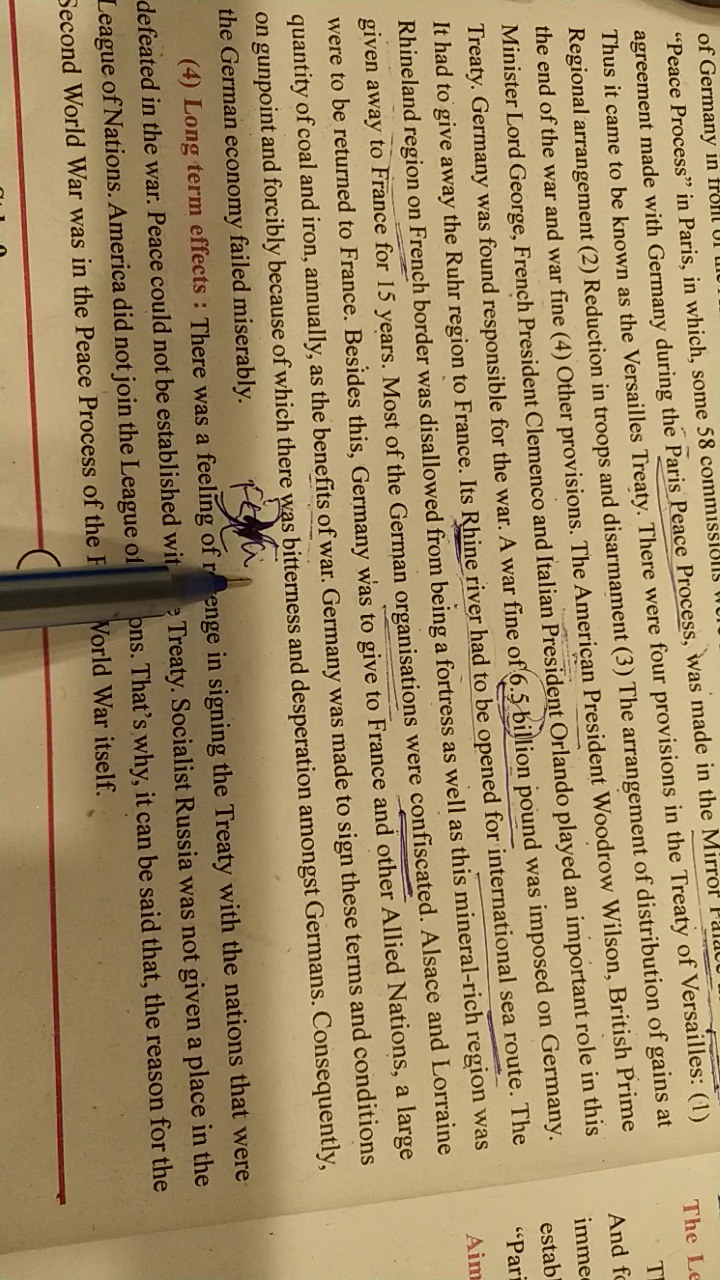 of Germany in front of the
"Peace Process" in Paris, in which, some 58 commissions
agreement made with Germany during the Paris Peace Process, was made in the Mirror Palace
Thus it came to be known as the Versailles Treaty. There were four provisions in the Treaty of Versailles: (1)
Regional arrangement (2) Reduction in troops and disarmament (3) The arrangement of distribution of gains at
the end of the war and war fine (4) Other provisions. The American President Woodrow Wilson, British Prime
Minister Lord George, French President Clemenco and Italian President Orlando played an important role in this
Treaty. Germany was found responsible for the war. A war fine of 6.5 billion pound was imposed on Germany.
It had to give away the Ruhr region to France. Its Rhine river had to be opened for international sea route. The
Rhineland region on French border was disallowed from being a fortress as well as this mineral-rich region was
given away to France for 15 years. Most of the German organisations were confiscated. Alsace and Lorraine
were to be returned to France. Besides this, Germany was to give to France and other Allied Nations, a large
quantity of coal and iron, annually, as the benefits of war. Germany was made to sign these terms and conditions
on gunpoint and forcibly because of which there was bitterness and desperation amongst Germans. Consequently,
the German economy failed miserably.
(4) Long term effects : There was a feeling of revenge in signing the Treaty with the nations that were
defeated in the war. Peace could not be established Treaty. Socialist Russia was not given a place in the
League of Nations. America did not join the League of ons. That's why, it can be said that, the reason for the
Second World War was in the Peace Process of the World War itself.
The Le
T
And fo
imme
estab
"Pari
Aim